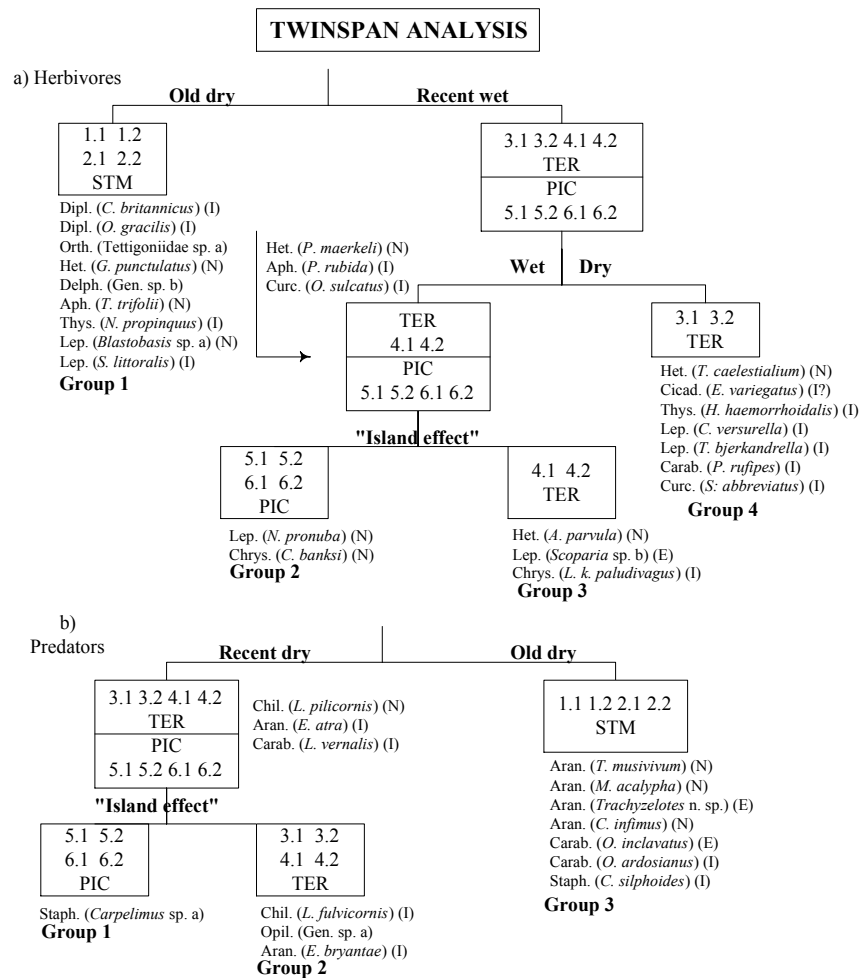 TWINSPAN ANALYSIS
a) Herbivores
Old dry
Recent wet
1.1 1.2
2.1 2.2
STM
3.1 3.2 4.1 4.2
TER
PIC
5.1 5.2 6.1 6.2
Dipl. (C. britannicus) (I)
Dipl. (O. gracilis) (I)
Orth. (Tettigoniidae sp. a)
Het. (G. punctulatus) (N)
Delph. (Gen. sp. b)
Aph. (T. trifolii) (N)
Thys. (N. propinquus) (I)
Lep. (Blastobasis sp. a) (N)
Lep. (S. littoralis) (I)
Group 1
Het. (P. maerkeli) (N)
Aph. (P. rubida) (I)
Curc. (O. sulcatus) (I)
Wet
Dry
TER
4.1 4.2
PIC
5.1 5.2 6.1 6.2
3.1 3.2
TER
Het. (T. caelestialium) (N)
Cicad. (E. variegatus) (I?)
Thys. (H. haemorrhoidalis) (I)
Lep. (C. versurella) (I)
Lep. (T. bjerkandrella) (I)
Carab. (P. rufipes) (I)
Curc. (S: abbreviatus) (I)
Group 4
"Island effect"
5.1 5.2
6.1 6.2
PIC
4.1 4.2
TER
Lep. (N. pronuba) (N)
Chrys. (C. banksi) (N)
Group 2
Het. (A. parvula) (N)
Lep. (Scoparia sp. b) (E)
Chrys. (L. k. paludivagus) (I)
Group 3
b)
Predators
Recent dry
Old dry
3.1 3.2 4.1 4.2
TER
PIC
5.1 5.2 6.1 6.2
Chil. (L. pilicornis) (N)
Aran. (E. atra) (I)
Carab. (L. vernalis) (I)
1.1 1.2 2.1 2.2
STM
Aran. (T. musivivum) (N)
Aran. (M. acalypha) (N)
Aran. (Trachyzelotes n. sp.) (E)
Aran. (C. infimus) (N)
Carab. (O. inclavatus) (E)
Carab. (O. ardosianus) (I)
Staph. (C. silphoides) (I)
Group 3
"Island effect"
5.1 5.2
6.1 6.2
PIC
3.1 3.2
4.1 4.2
TER
Staph. (Carpelimus sp. a)
Group 1
Chil. (L. fulvicornis) (I)
Opil. (Gen. sp. a)
Aran. (E. bryantae) (I)
Group 2